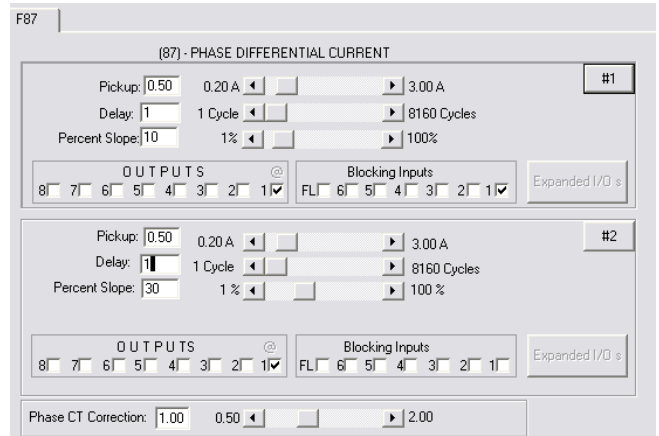 F87
(87) - PHASE DIFFERENTIAL CURRENT
Pickup: 0.50 0.20 A 3.00 A #1
Delay: 1 1 Cycle 8160 Cycles
Percent Slope: 10 1% 100%
OUTPUTS @ Blocking Inputs
8 7 6 5 4 3 2 1 FL 6 5 4 3 2 1 Expanded I/O s
Pickup: 0.50 0.20 A 3.00 A #2
Delay: 1 1 Cycle 8160 Cycles
Percent Slope: 30 1 % 100 %
OUTPUTS @ Blocking Inputs
8 7 6 5 4 3 2 1 FL 6 5 4 3 2 1 Expanded I/O s
Phase CT Correction: 1.00 0.50 2.00